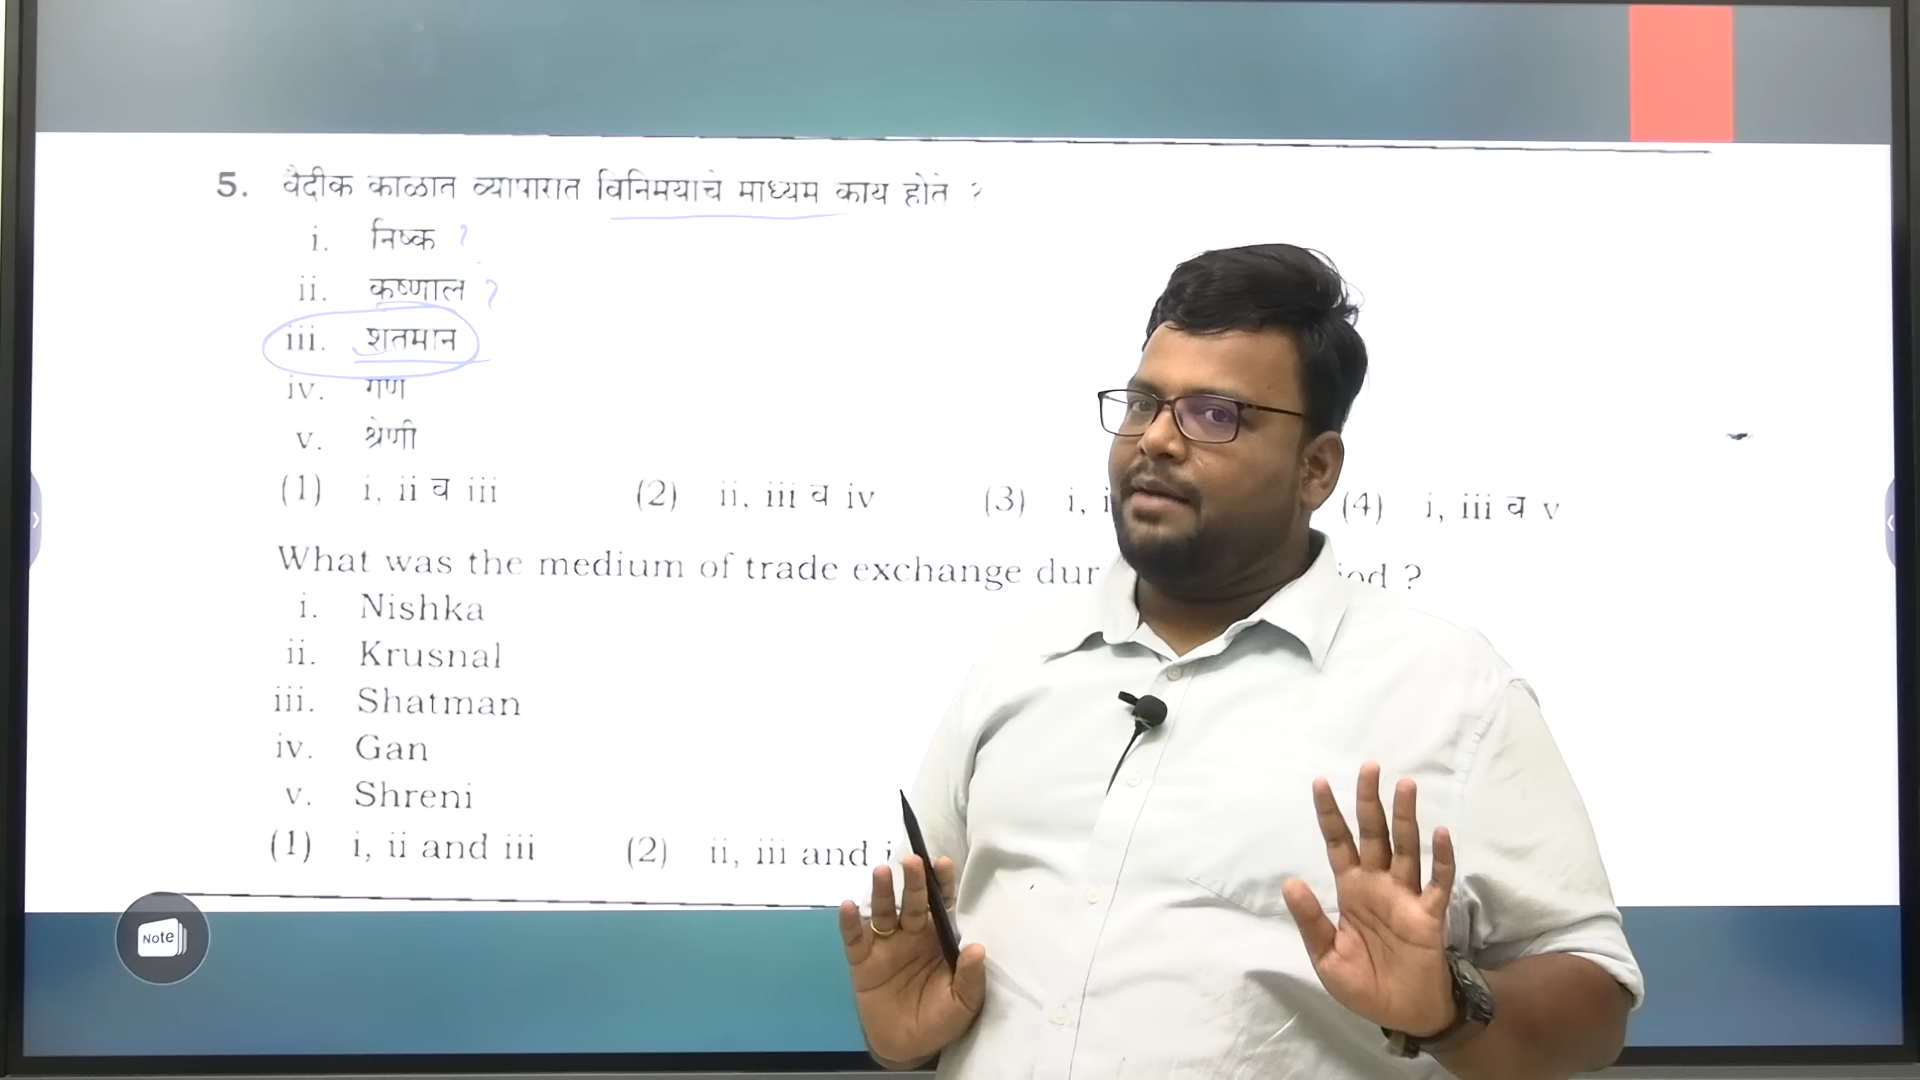 5. वैदीक काळात व्यापारात विनिमयाचे माध्यम काय होते ?
i. निष्क ?
ii. कष्णाल ?
iii. शतमान
iv. गण
v. श्रेणी
(1) i, ii व iii (2) ii, iii व iv (3) i, (4) i, iii व v
What was the medium of trade exchange ?
i. Nishka
ii. Krusnal
iii. Shatman
iv. Gan
v. Shreni
(1) i, ii and iii (2) ii, iii and
Note